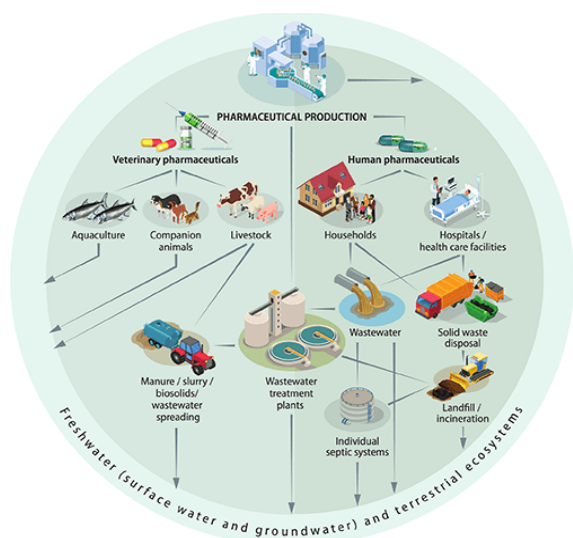 PHARMACEUTICAL PRODUCTION
Veterinary pharmaceuticals
Human pharmaceuticals
Aquaculture
Companion
animals
Livestock
Households
Hospitals /
health care facilities
Wastewater
Solid waste
disposal
Manure / slurry /
biosolids/
wastewater
spreading
Wastewater
treatment
plants
Individual
septic systems
Landfill /
incineration
Freshwater (surface water and groundwater) and terrestrial ecosystems